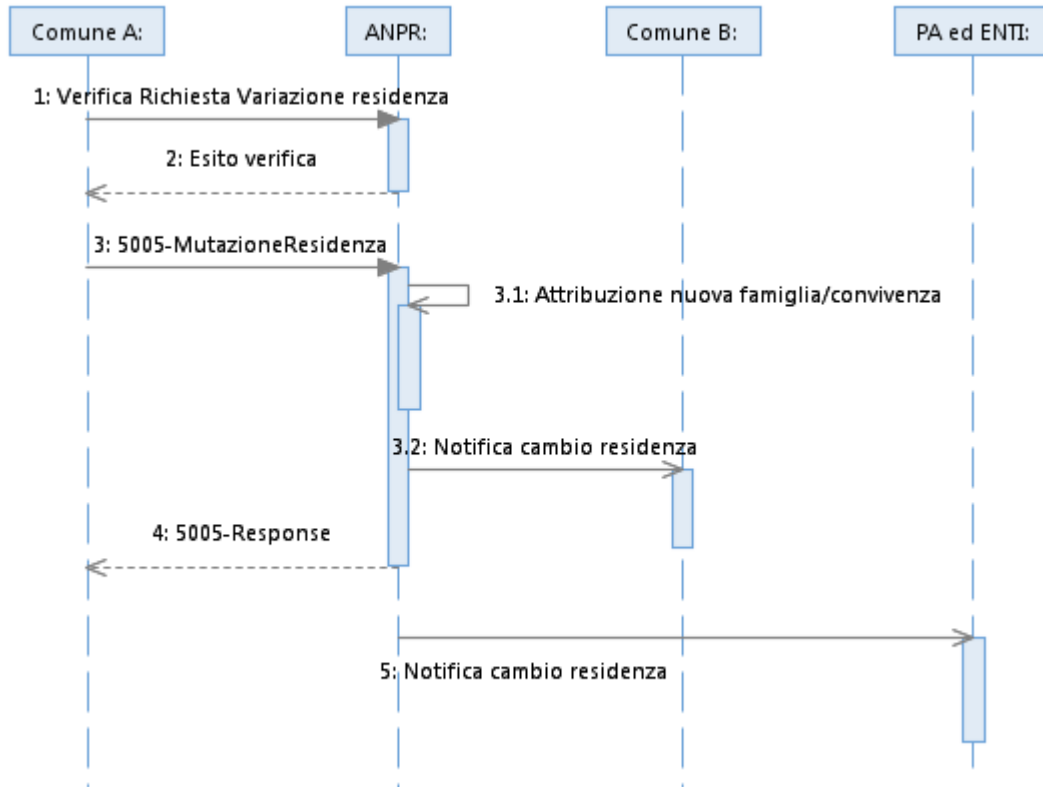 Comune A:
ANPR:
Comune B:
PA ed ENTI:
1: Verifica Richiesta Variazione residenza
2: Esito verifica
3: 5005-MutazioneResidenza
3.1: Attribuzione nuova famiglia/convivenza
3.2: Notifica cambio residenza
4: 5005-Response
5: Notifica cambio residenza